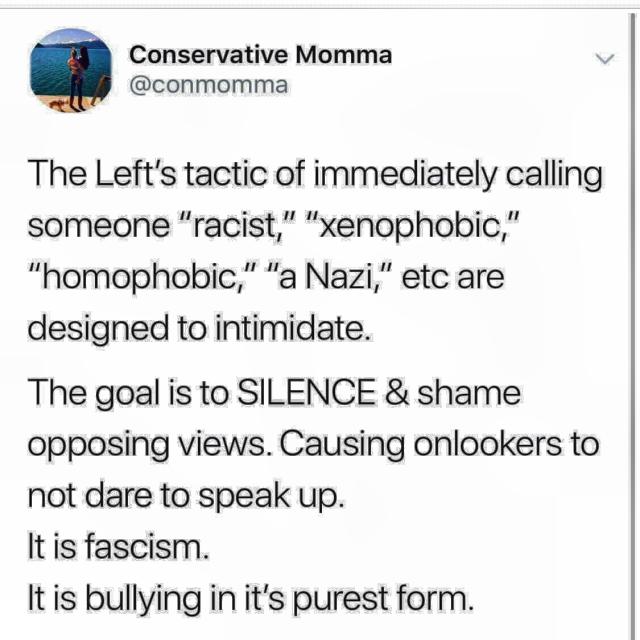 Conservative Momma
@conmomma
The Left's tactic of immediately calling
someone "racist," "xenophobic,"
"homophobic," "a Nazi," etc are
designed to intimidate.
The goal is to SILENCE & shame
opposing views. Causing onlookers to
not dare to speak up.
It is fascism.
It is bullying in it's purest form.